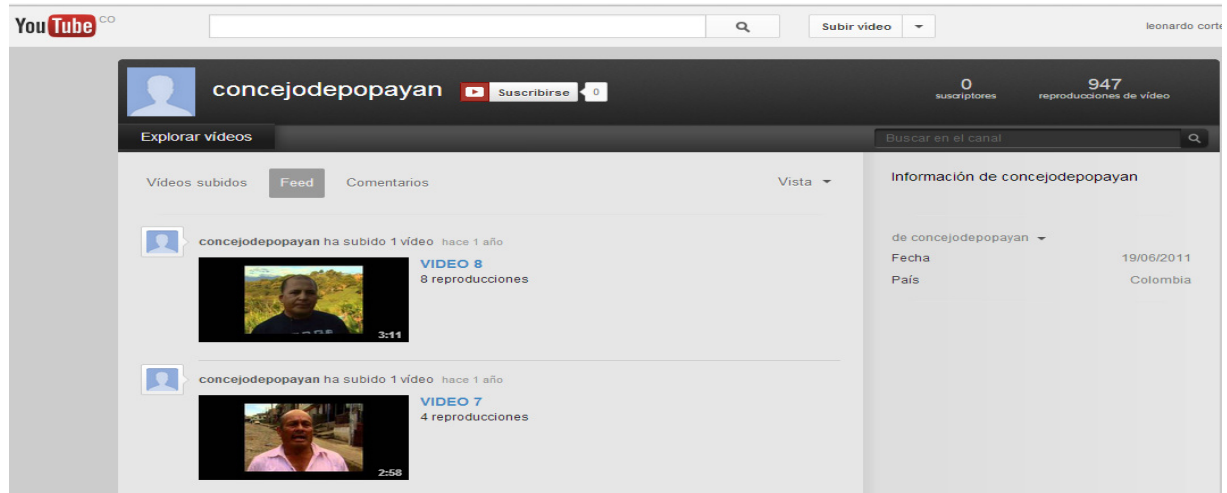 YouTube CO
Subir vídeo
leonardo corte
concejodepopayan Suscribirse 0
0
suscriptores
947
reproducciones de vídeo
Explorar vídeos
Buscar en el canal
Vídeos subidos Feed Comentarios Vista
Información de concejodepopayan
concejodepopayan ha subido 1 vídeo hace 1 año
VIDEO 8
8 reproducciones
3:11
de concejodepopayan
Fecha 19/06/2011
País Colombia
concejodepopayan ha subido 1 vídeo hace 1 año
VIDEO 7
4 reproducciones
2:58